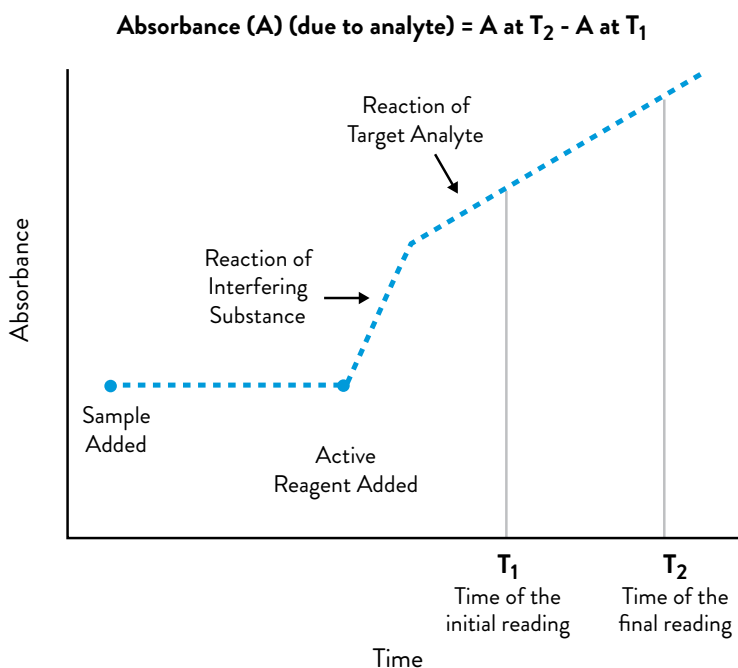 Absorbance (A) (due to analyte) = A at T₂ - A at T₁
Reaction of
Target Analyte
Reaction of
Interfering
Substance
Absorbance
Sample
Added
Active
Reagent Added
T₁
Time of the
initial reading
T₂
Time of the
final reading
Time